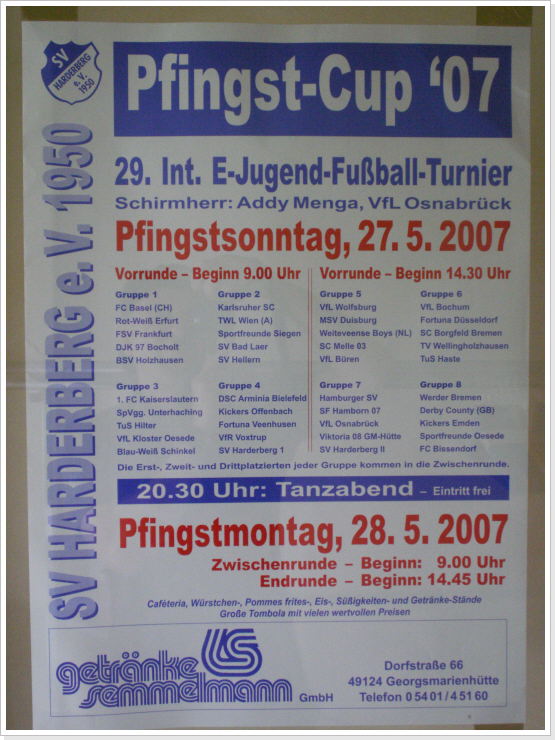 SV
HARDERBERG
e. V.
1950
SV HARDERBERG e. V. 1950
Pfingst-Cup ‘07
29. Int. E-Jugend-Fußball-Turnier
Schirmherr: Addy Menga, VfL Osnabrück
Pfingstsonntag, 27. 5. 2007
Vorrunde – Beginn 9.00 Uhr
Gruppe 1
FC Basel (CH)
Rot-Weiß Erfurt
FSV Frankfurt
DJK 97 Bocholt
BSV Holzhausen
Gruppe 2
Karlsruher SC
TWL Wien (A)
Sportfreunde Siegen
SV Bad Laer
SV Hellern
Gruppe 3
1. FC Kaiserslautern
SpVgg. Unterhaching
TuS Hilter
VfL Kloster Oesede
Blau-Weiß Schinkel
Gruppe 4
DSC Arminia Bielefeld
Kickers Offenbach
Fortuna Veenhusen
VfR Voxtrup
SV Harderberg 1
Vorrunde – Beginn 14.30 Uhr
Gruppe 5
VfL Wolfsburg
MSV Duisburg
Weiteveense Boys (NL)
SC Melle 03
VfL Büren
Gruppe 6
VfL Bochum
Fortuna Düsseldorf
SC Borgfeld Bremen
TV Wellingholzhausen
TuS Haste
Gruppe 7
Hamburger SV
SF Hamborn 07
VfL Osnabrück
Viktoria 08 GM-Hütte
SV Harderberg II
Gruppe 8
Werder Bremen
Derby County (GB)
Kickers Emden
Sportfreunde Oesede
FC Bissendorf
Die Erst-, Zweit- und Drittplatzierten jeder Gruppe kommen in die Zwischenrunde.
20.30 Uhr: Tanzabend – Eintritt frei
Pfingstmontag, 28. 5. 2007
Zwischenrunde – Beginn: 9.00 Uhr
Endrunde – Beginn: 14.45 Uhr
Caféteria, Würstchen-, Pommes frites-, Eis-, Süßigkeiten- und Getränke-Stände
Große Tombola mit vielen wertvollen Preisen
getränke
semmelmann GmbH
Dorfstraße 66
49124 Georgsmarienhütte
Telefon 0 54 01 / 4 51 60